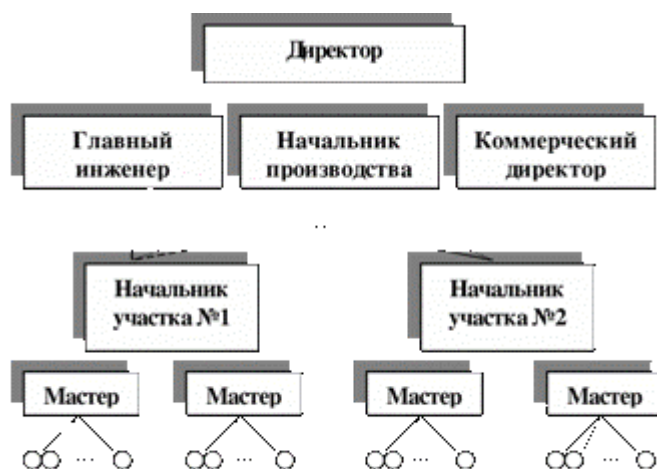 Директор
Главный Начальник Коммерческий
инженер производства директор
..
Начальник Начальник
участка №1 участка №2
Мастер Мастер Мастер Мастер
... ... ... ...